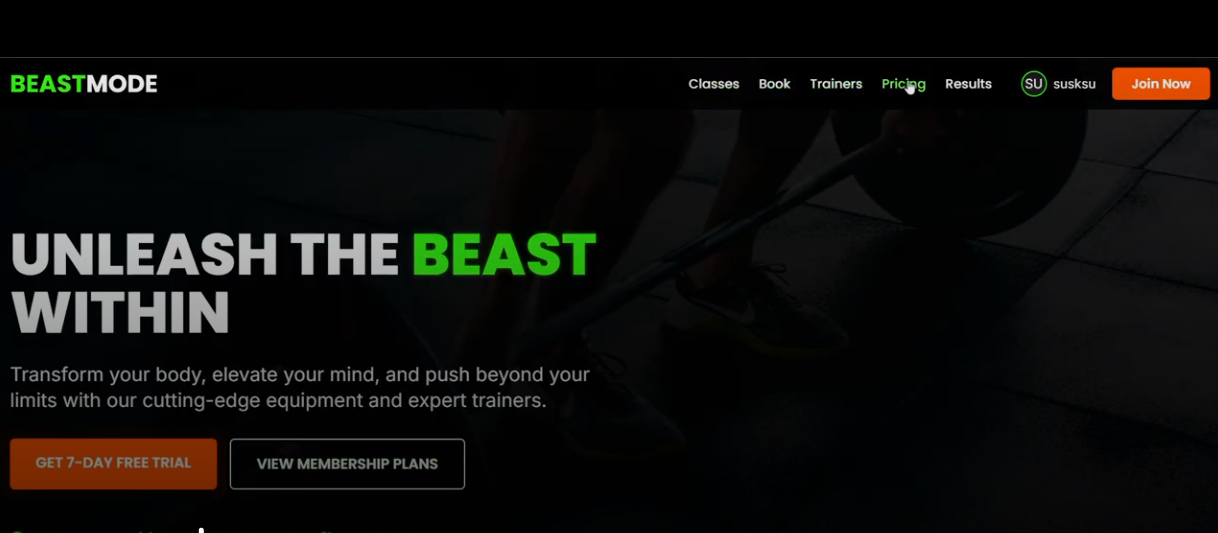 BEASTMODE
Classes Book Trainers Pricing Results SU susksu Join Now
UNLEASH THE BEAST
WITHIN
Transform your body, elevate your mind, and push beyond your
limits with our cutting-edge equipment and expert trainers.
GET 7-DAY FREE TRIAL
VIEW MEMBERSHIP PLANS